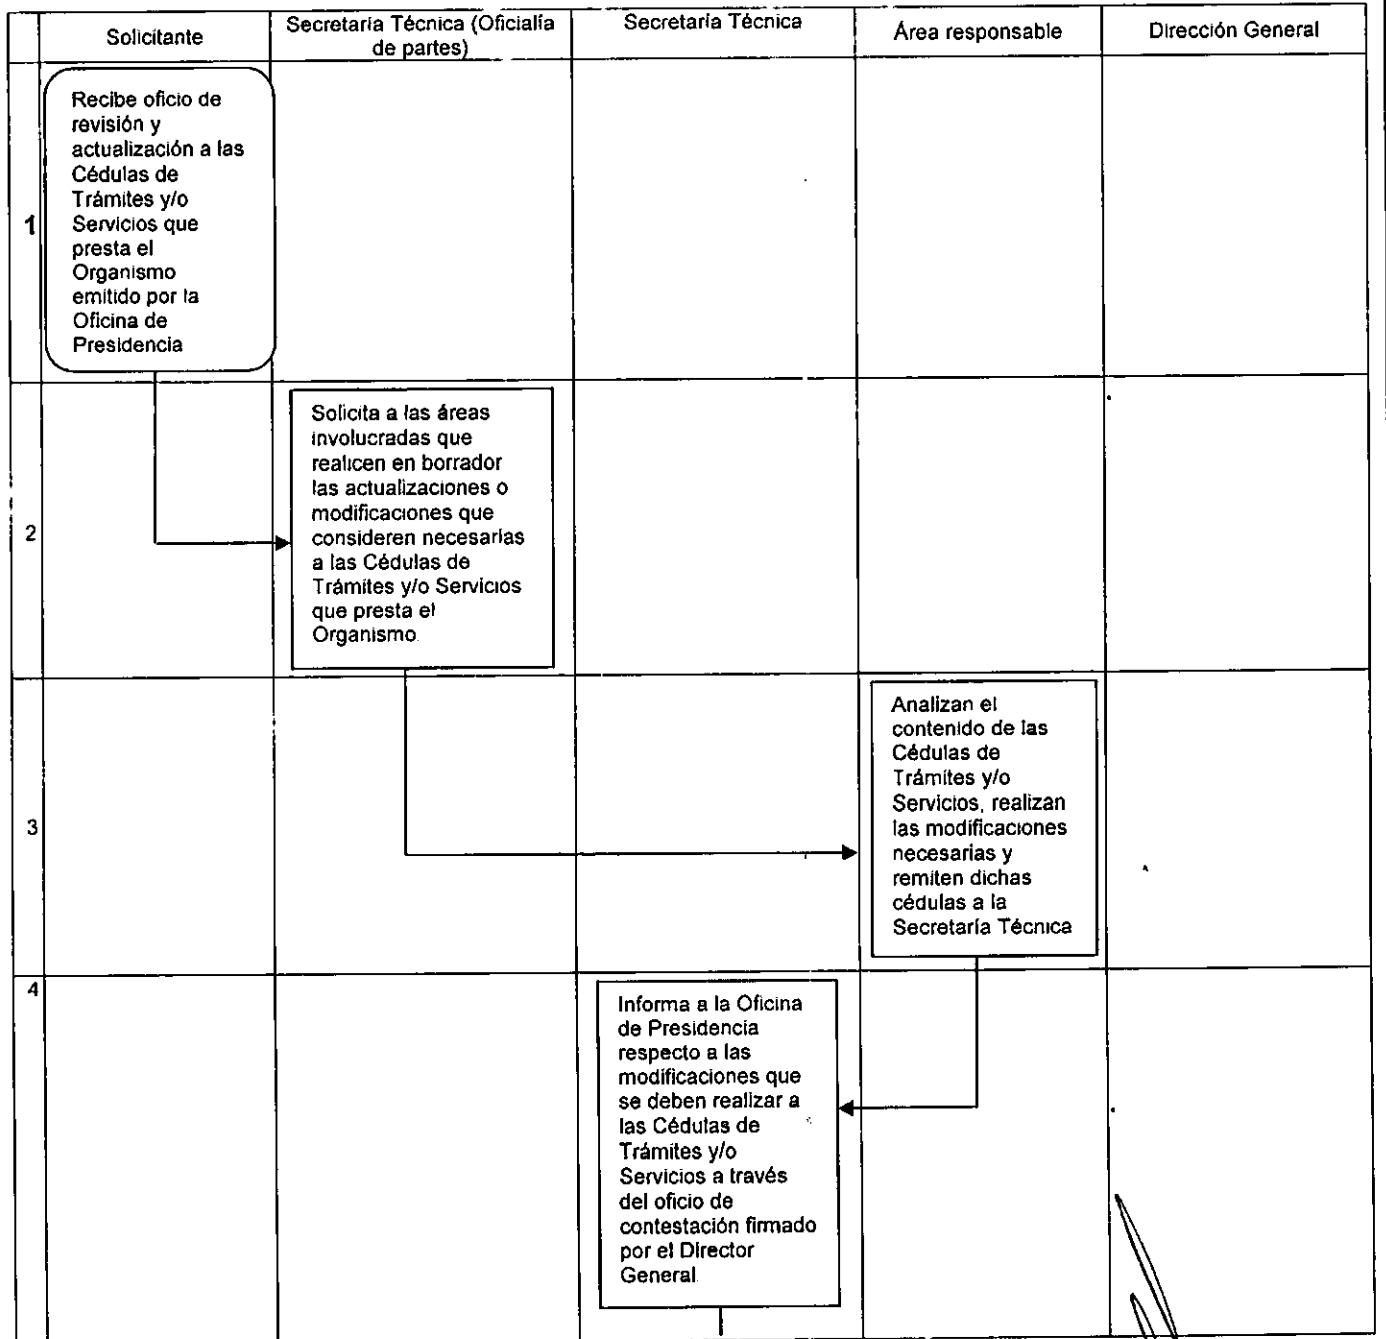 Solicitante
Secretaría Técnica (Oficialía
de partes)
Secretaría Técnica
Área responsable
Dirección General
1
Recibe oficio de
revisión y
actualización a las
Cédulas de
Trámites y/o
Servicios que
presta el
Organismo
emitido por la
Oficina de
Presidencia
2
Solicita a las áreas
involucradas que
realicen en borrador
las actualizaciones o
modificaciones que
consideren necesarias
a las Cédulas de
Trámites y/o Servicios
que presta el
Organismo
3
Analizan el
contenido de las
Cédulas de
Trámites y/o
Servicios, realizan
las modificaciones
necesarias y
remiten dichas
cédulas a la
Secretaría Técnica
4
Informa a la Oficina
de Presidencia
respecto a las
modificaciones que
se deben realizar a
las Cédulas de
Trámites y/o
Servicios a través
del oficio de
contestación firmado
por el Director
General